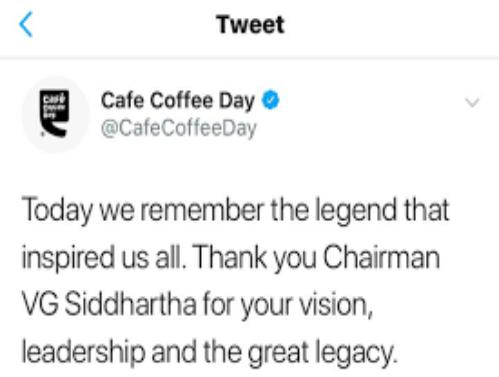 Tweet
Café
Coffee
Day
Cafe Coffee Day
@CafeCoffeeDay
Today we remember the legend that
inspired us all. Thank you Chairman
VG Siddhartha for your vision,
leadership and the great legacy.